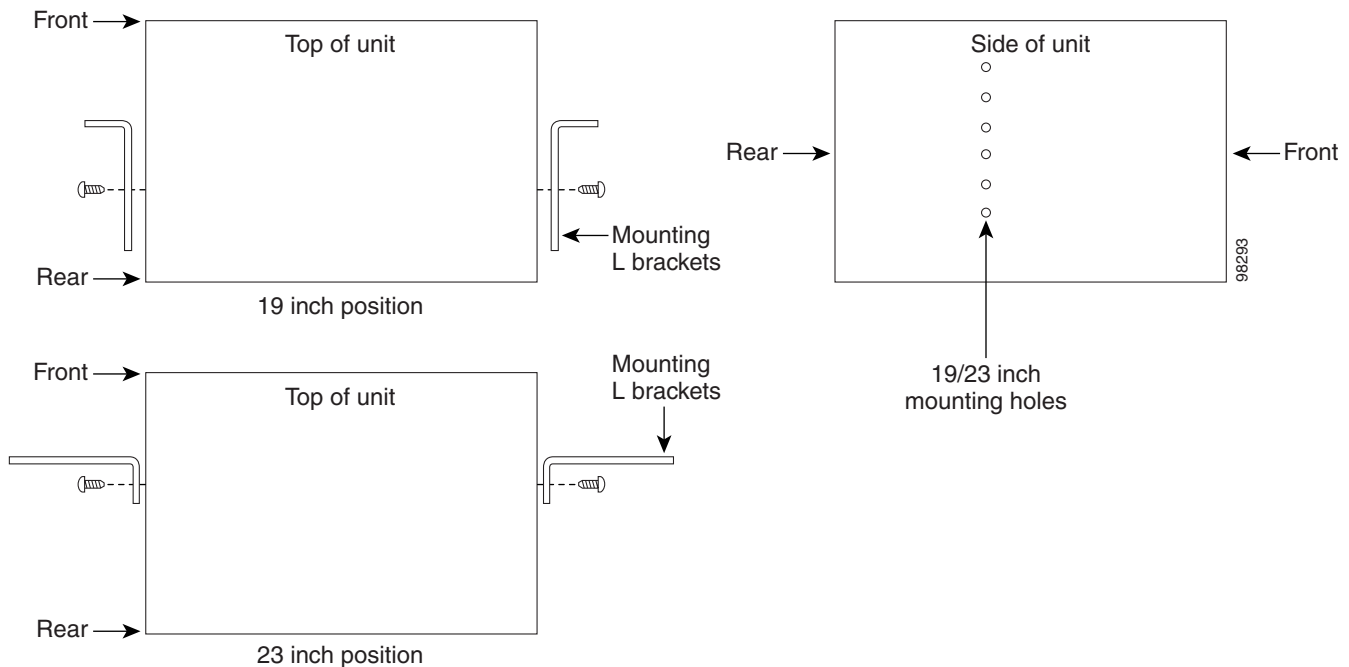 Front
Top of unit
Mounting
L brackets
Rear
19 inch position
Side of unit
Rear
Front
98293
19/23 inch
mounting holes
Front
Top of unit
Mounting
L brackets
Rear
23 inch position